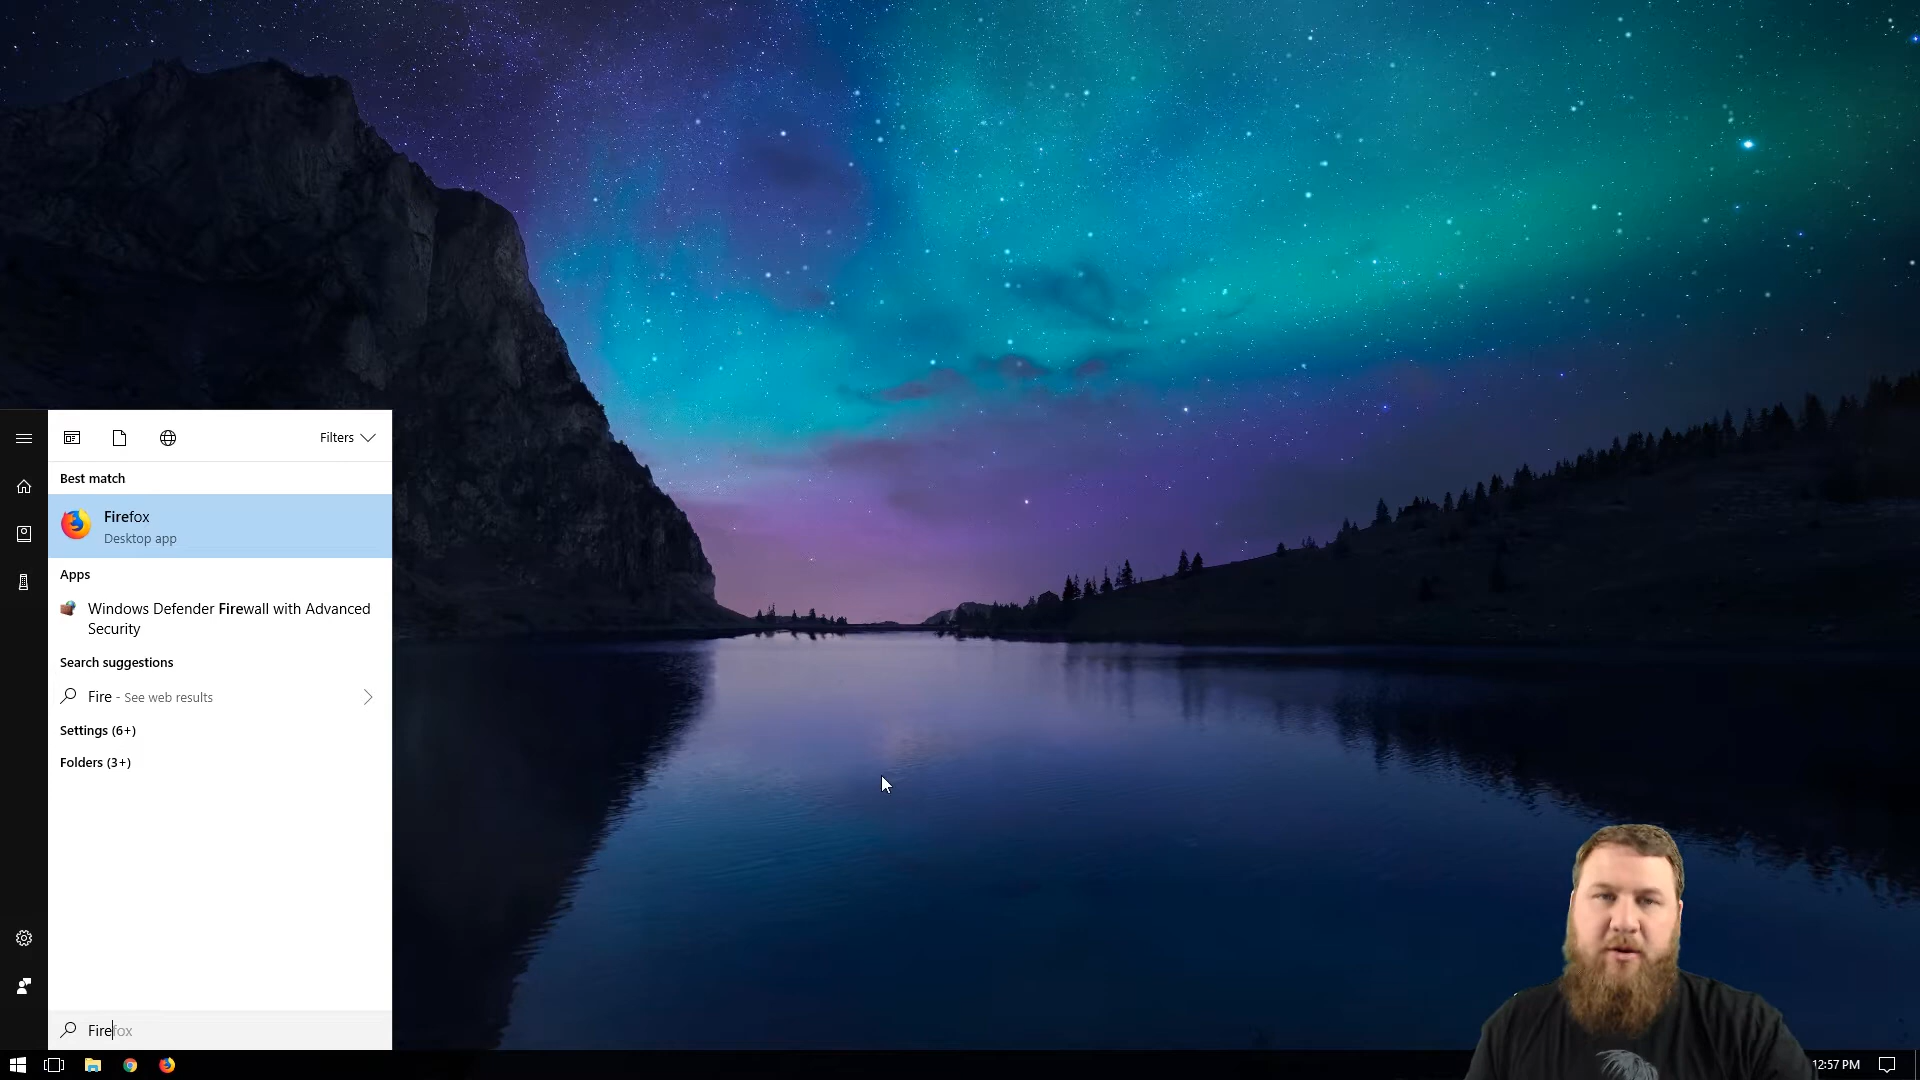 Filters
Best match
Firefox
Desktop app
Apps
Windows Defender Firewall with Advanced
Security
Search suggestions
Fire - See web results
Settings (6+)
Folders (3+)
Firefox
12:57 PM